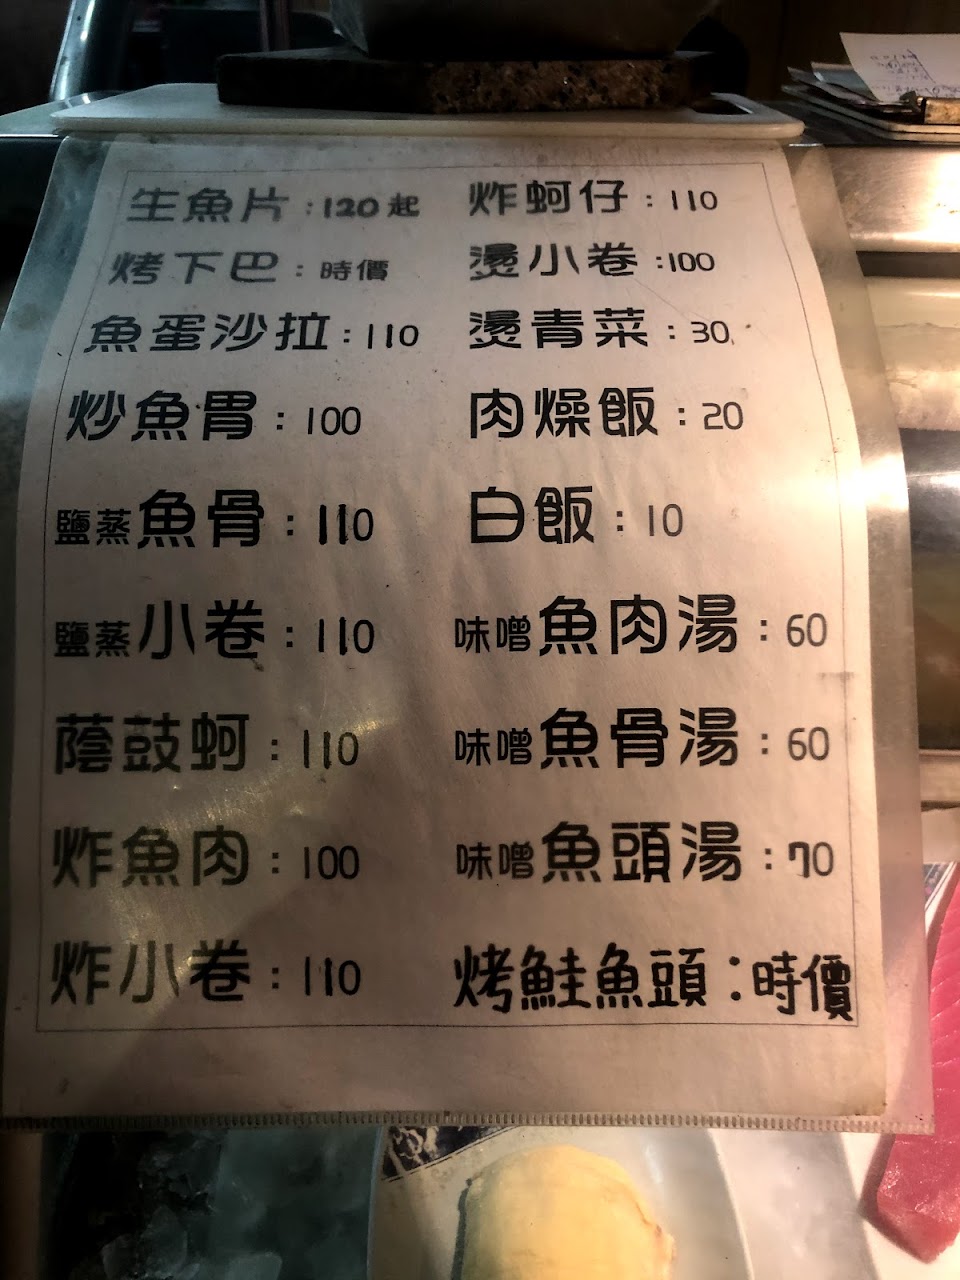 生魚片：120起
烤下巴：時價
魚蛋沙拉：110
炒魚胃：100
鹽蒸魚骨：110
鹽蒸小卷：110
蔭鼓蚵：110
炸魚肉：100
炸小卷：110
炸蚵仔：110
燙小卷：100
燙青菜：30
肉燥飯：20
白飯：10
味噌魚肉湯：60
味噌魚骨湯：60
味噌魚頭湯：70
烤鮭魚頭：時價